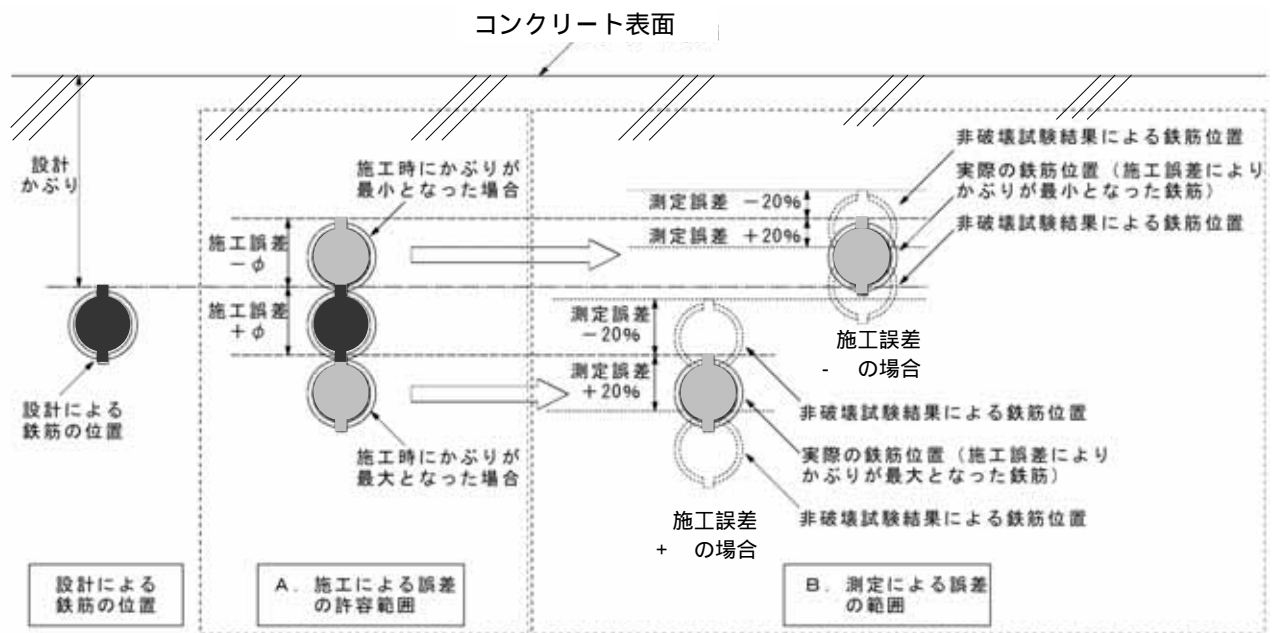 コンクリート表面
設計
かぶり
施工時にかぶりが
最小となった場合
施工誤差
－φ
施工誤差
＋φ
設計による
鉄筋の位置
施工時にかぶりが
最大となった場合
測定誤差 －20%
測定誤差 ＋20%
非破壊試験結果による鉄筋位置
実際の鉄筋位置（施工誤差により
かぶりが最小となった鉄筋）
非破壊試験結果による鉄筋位置
施工誤差
- の場合
測定誤差
－20%
測定誤差
＋20%
非破壊試験結果による鉄筋位置
実際の鉄筋位置（施工誤差により
かぶりが最大となった鉄筋）
非破壊試験結果による鉄筋位置
施工誤差
+ の場合
設計による
鉄筋の位置
A．施工による誤差
の許容範囲
B．測定による誤差
の範囲